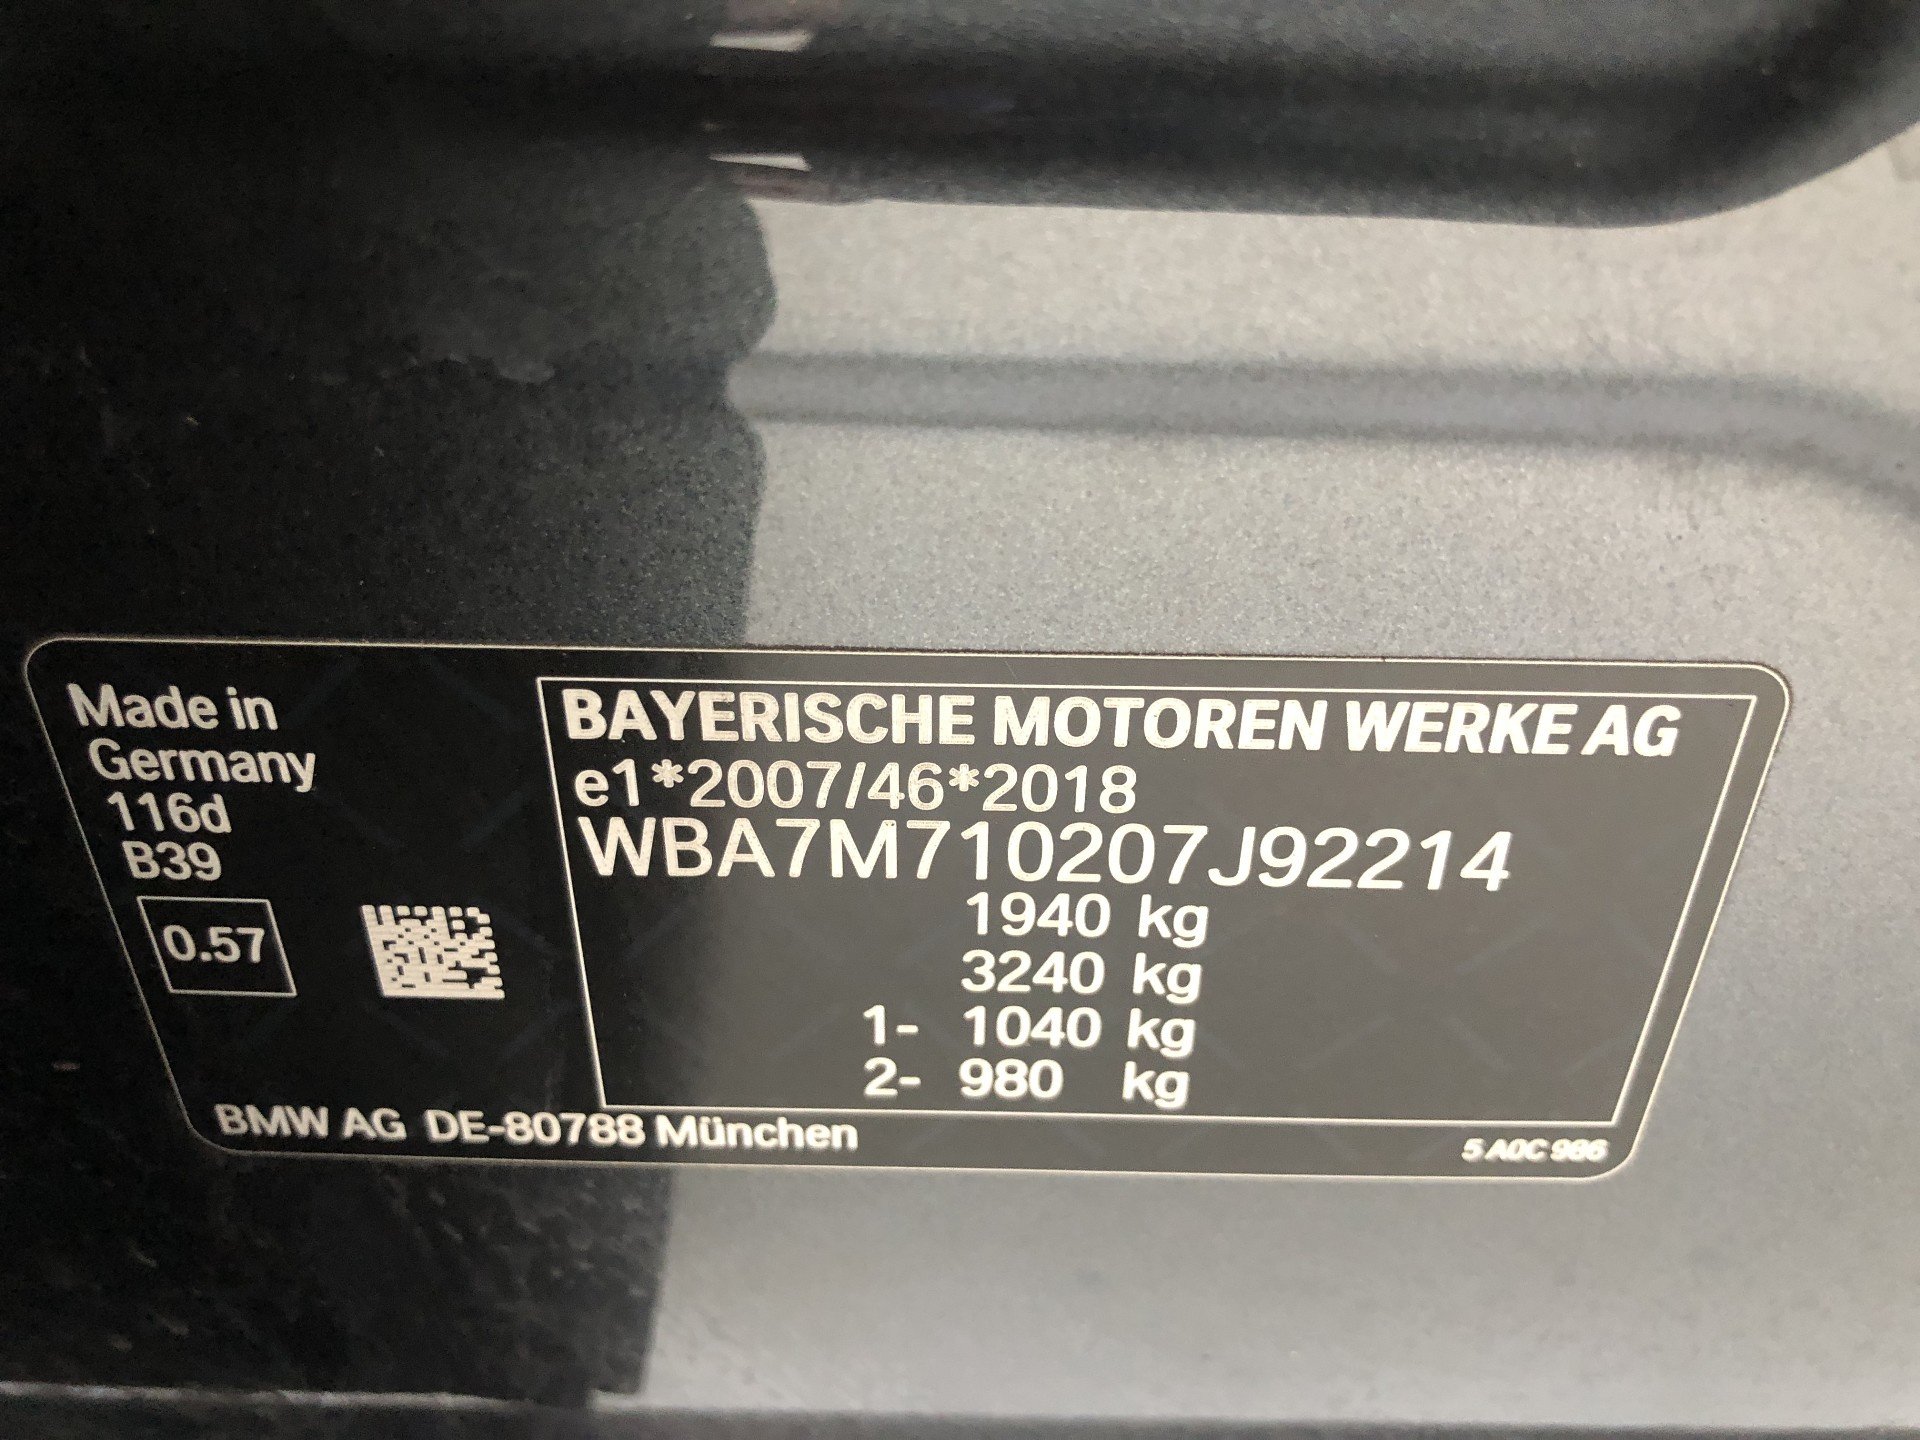 Made in
Germany
116d
B39
0.57
BAYERISCHE MOTOREN WERKE AG
e1*2007/46*2018
WBA7M710207J92214
1940 kg
3240 kg
1- 1040 kg
2- 980 kg
BMW AG DE-80788 München
5 A0C 986